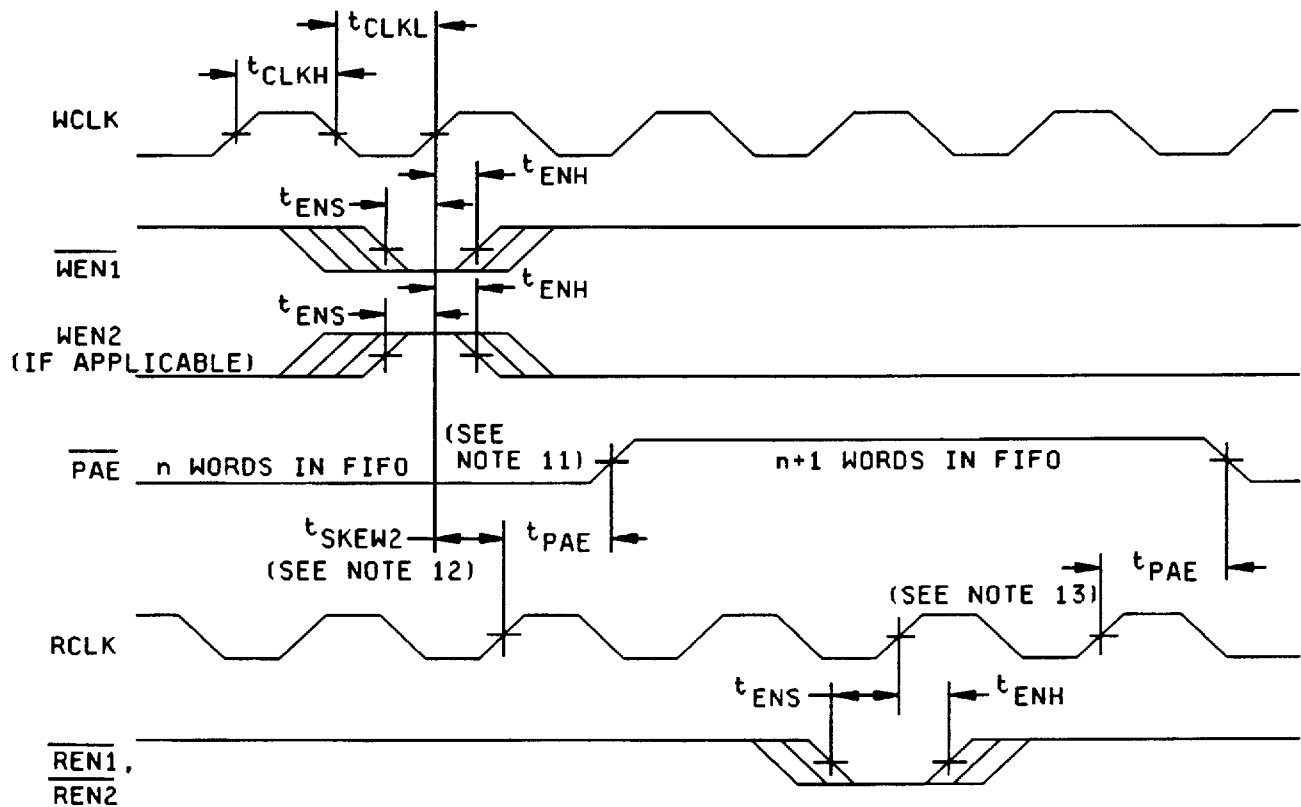 tCLKL
tCLKH
WCLK
tENH
tENS
WEN1
tENH
tENS
WEN2
(IF APPLICABLE)
(SEE
NOTE 11)
PAE n WORDS IN FIFO
n+1 WORDS IN FIFO
tSKEW2
tPAE
(SEE NOTE 12)
tPAE
(SEE NOTE 13)
RCLK
tENS
tENH
REN1,
REN2